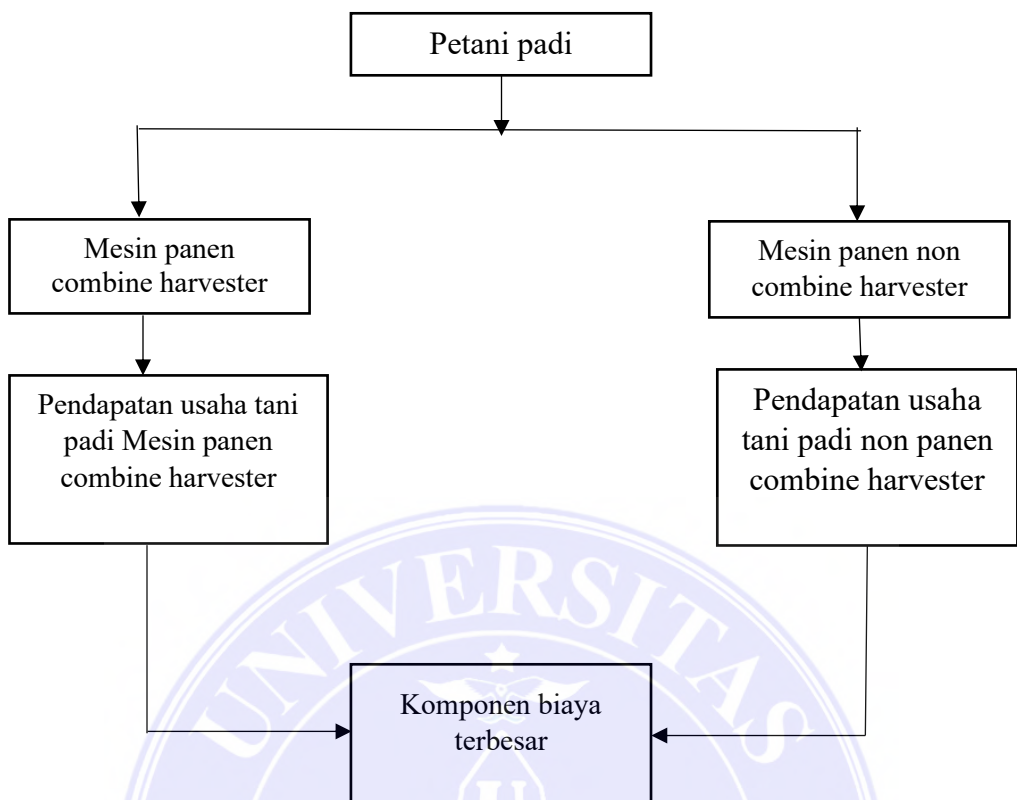 Petani padi
Mesin panen
combine harvester
Mesin panen non
combine harvester
Pendapatan usaha tani
padi Mesin panen
combine harvester
Pendapatan usaha
tani padi non panen
combine harvester
UNIVERSITAS
Komponen biaya
terbesar
U